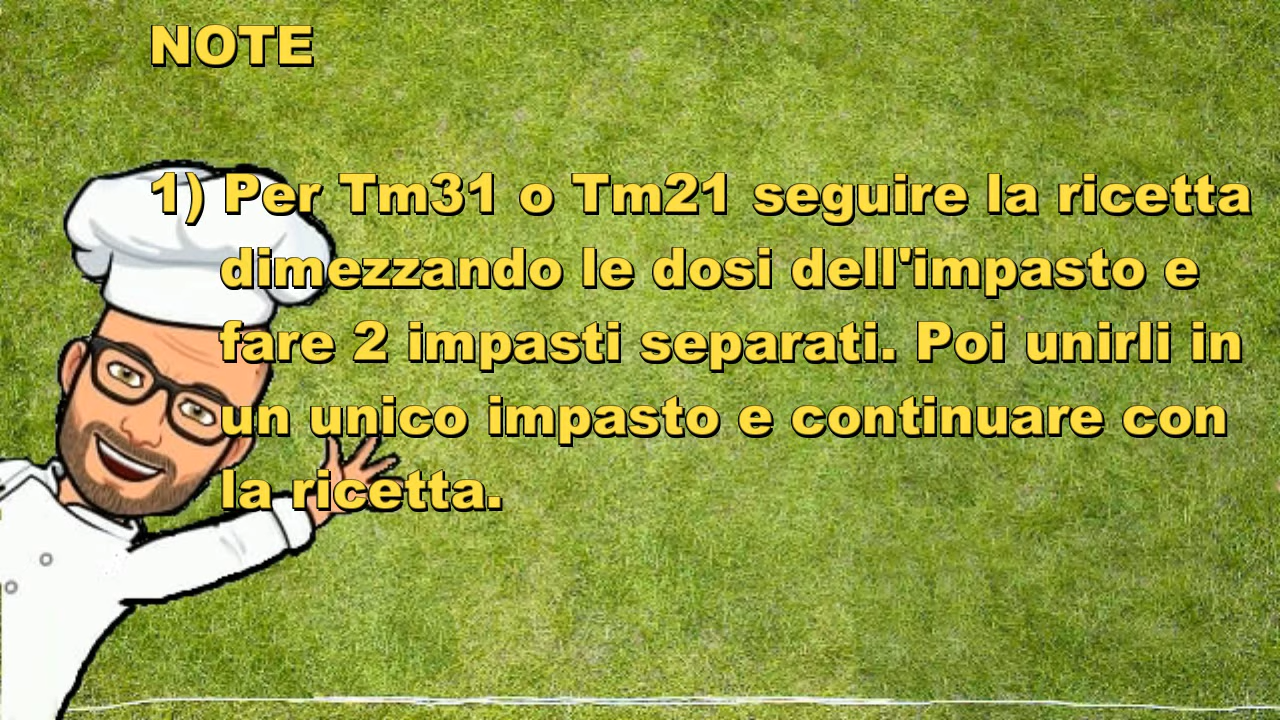 NOTE
1) Per Tm31 o Tm21 seguire la ricetta
dimezzando le dosi dell'impasto e
fare 2 impasti separati. Poi unirli in
un unico impasto e continuare con
la ricetta.